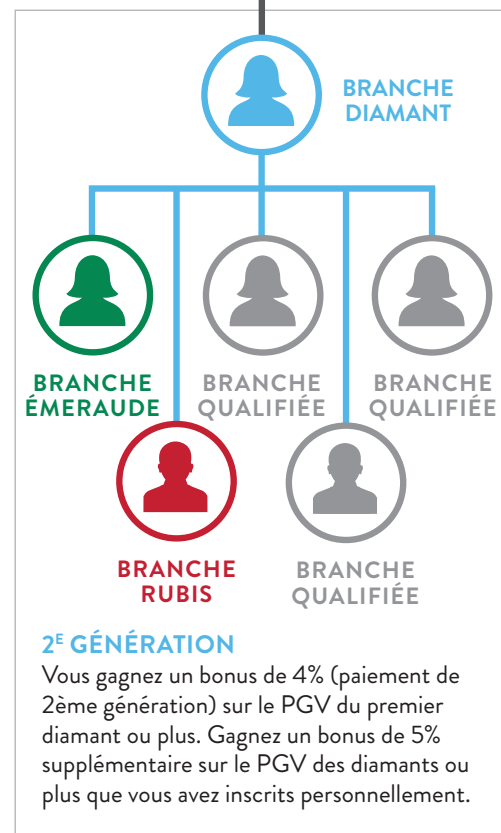 BRANCHE
DIAMANT
BRANCHE
ÉMERAUDE
BRANCHE
QUALIFIÉE
BRANCHE
QUALIFIÉE
BRANCHE
RUBIS
BRANCHE
QUALIFIÉE
2E GÉNÉRATION
Vous gagnez un bonus de 4% (paiement de
2ème génération) sur le PGV du premier
diamant ou plus. Gagnez un bonus de 5%
supplémentaire sur le PGV des diamants ou
plus que vous avez inscrits personnellement.